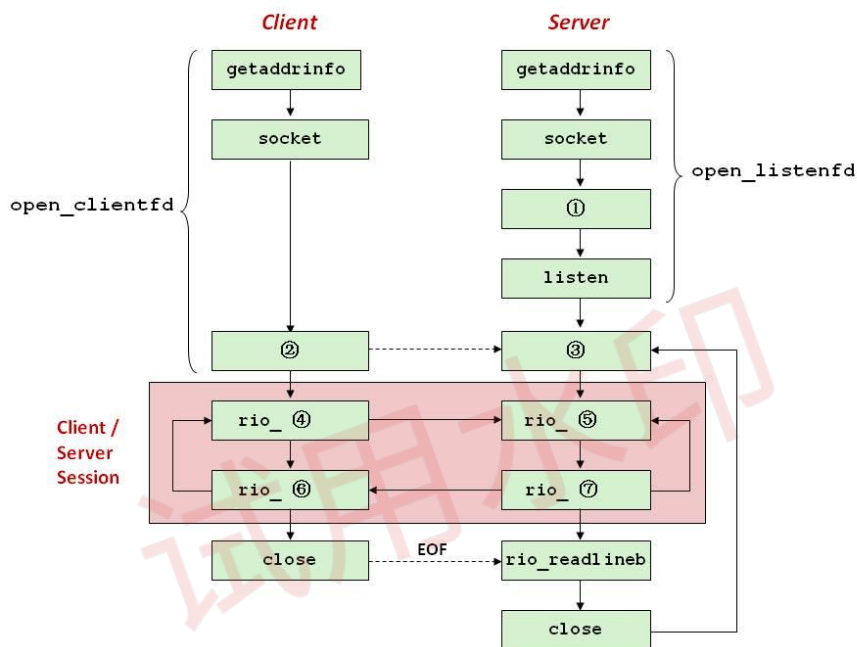 Client Server
getaddrinfo getaddrinfo
socket socket
open_clientfd open_listenfd
①
listen
② ③
Client /
Server
Session
rio_ ④ rio_ ⑤
rio_ ⑥ rio_ ⑦
close EOF rio_readlineb
close
试用水印